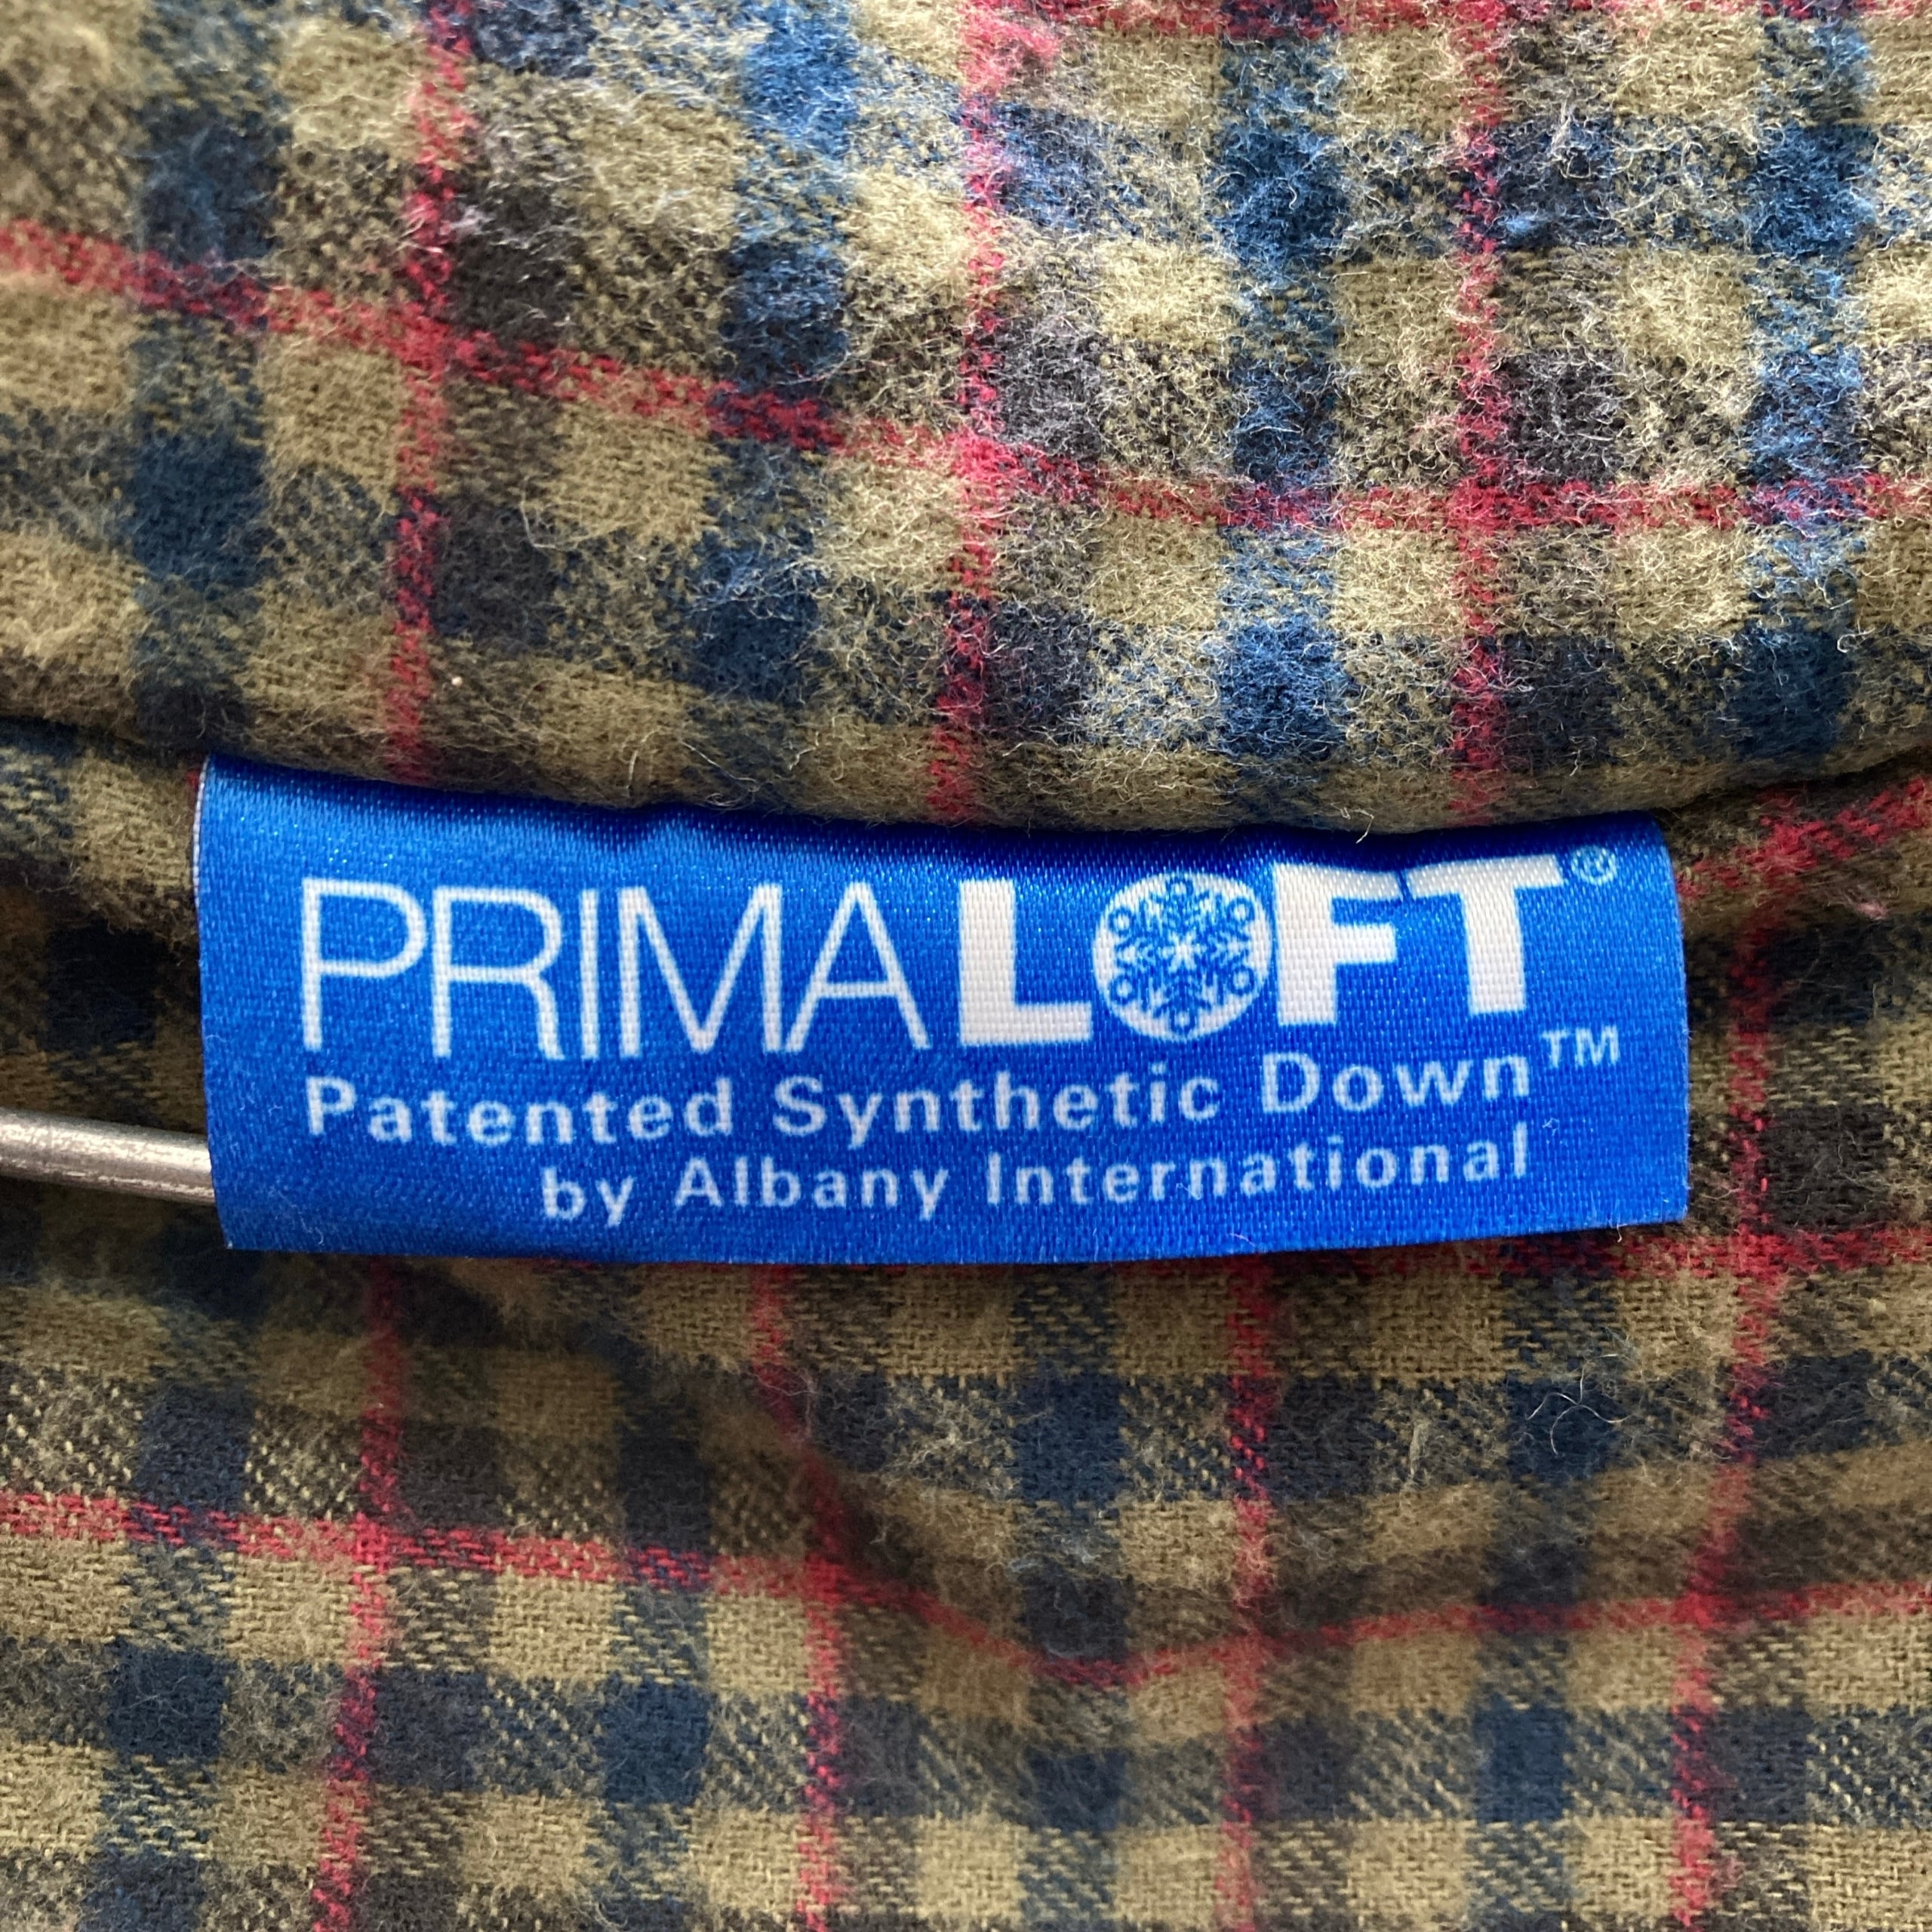 PRIMALOFT®
Patented Synthetic Down™
by Albany International